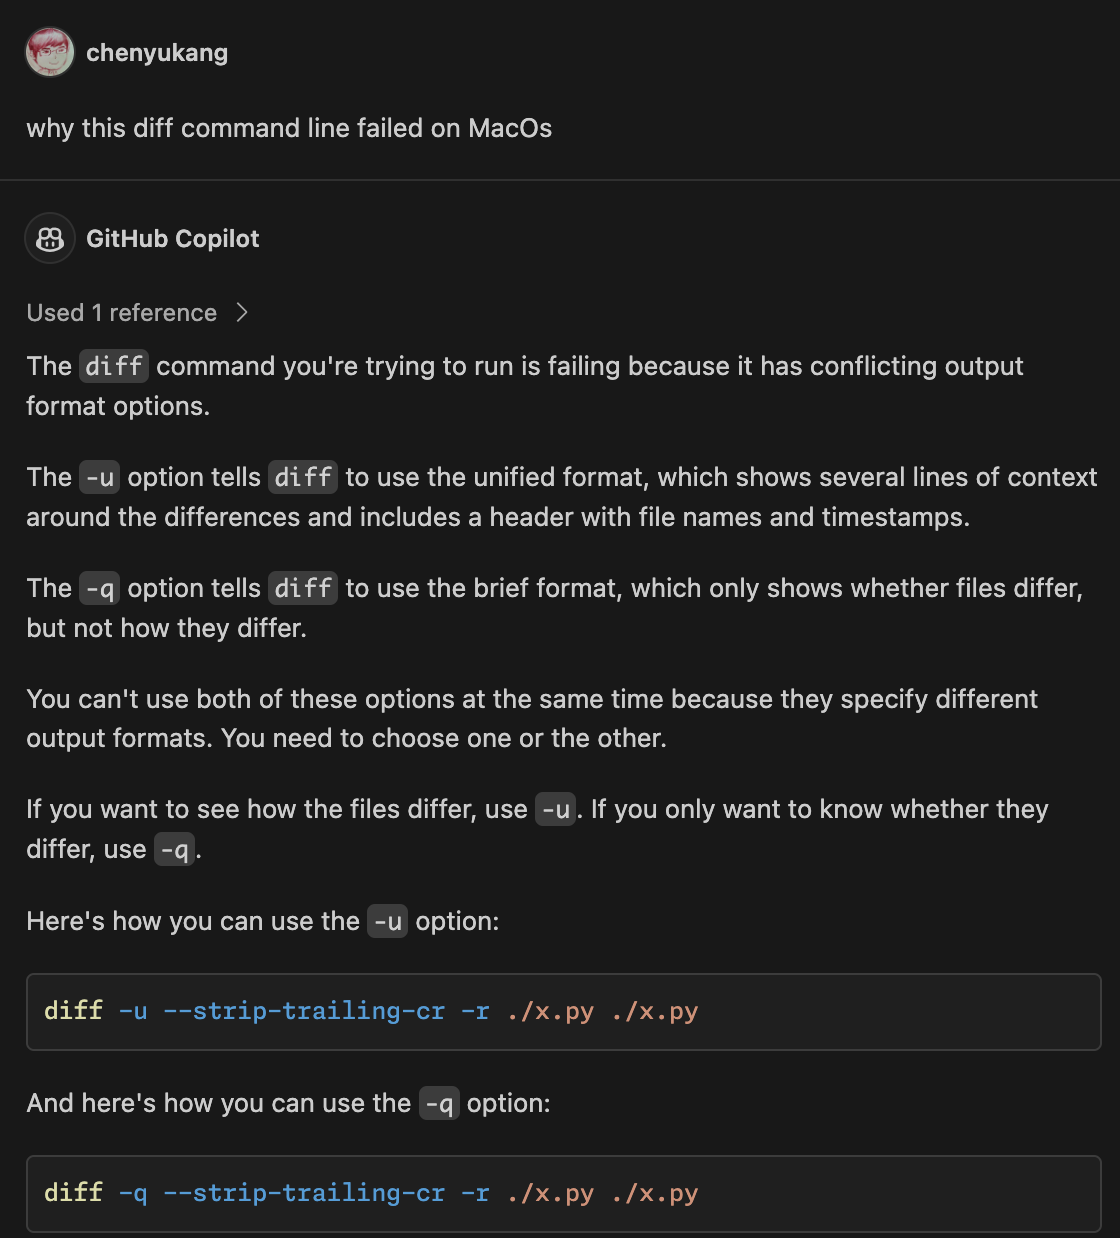 chenyukang
why this diff command line failed on MacOs
GitHub Copilot
Used 1 reference
The diff command you're trying to run is failing because it has conflicting output
format options.
The -u option tells diff to use the unified format, which shows several lines of context
around the differences and includes a header with file names and timestamps.
The -q option tells diff to use the brief format, which only shows whether files differ,
but not how they differ.
You can't use both of these options at the same time because they specify different
output formats. You need to choose one or the other.
If you want to see how the files differ, use -u. If you only want to know whether they
differ, use -q.
Here's how you can use the -u option:
diff -u --strip-trailing-cr -r ./x.py ./x.py
And here's how you can use the -q option:
diff -q --strip-trailing-cr -r ./x.py ./x.py